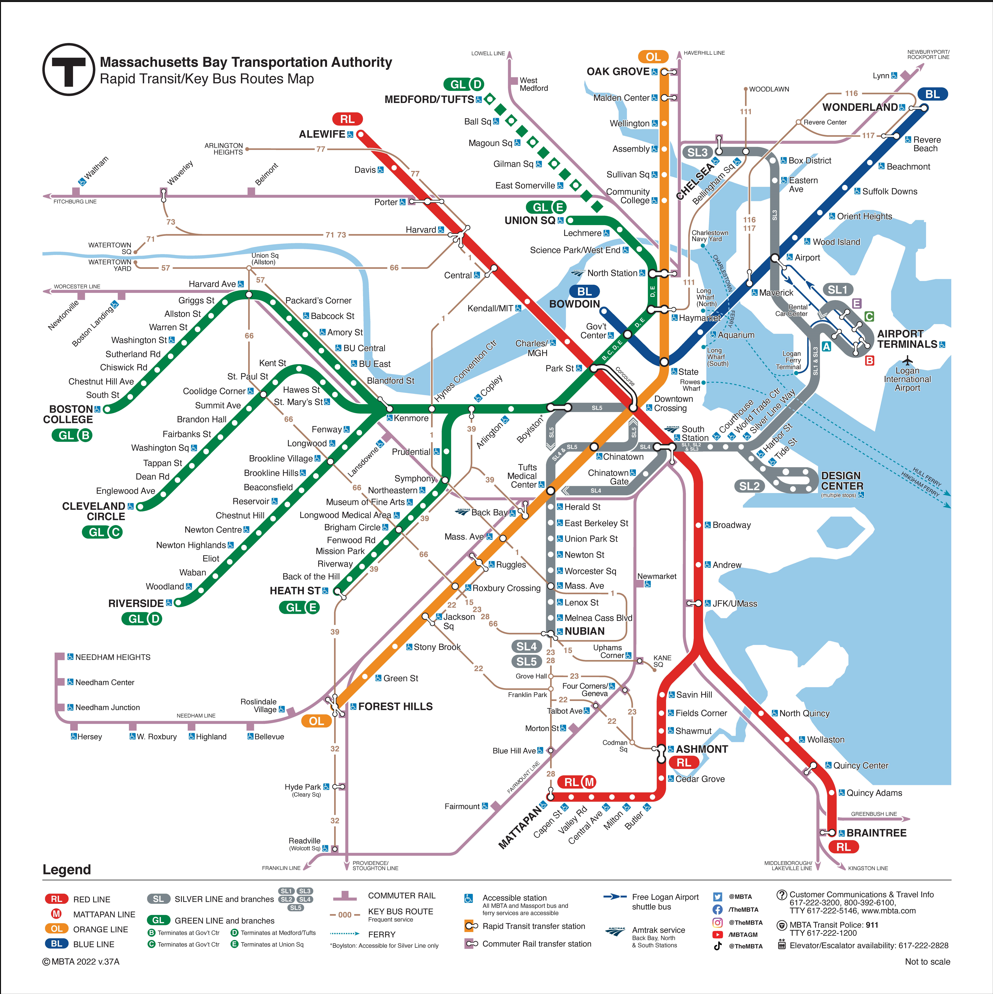 T
Massachusetts Bay Transportation Authority
Rapid Transit/Key Bus Routes Map
LOWELL LINE
OL
HAVERHILL LINE
NEWBURYPORT/
ROCKPORT LINE
OAK GROVE
GL D
MEDFORD/TUFTS
West
Medford
Lynn
BL
WONDERLAND
Malden Center
WOODLAWN
116
111
Revere Center
117
Revere
Beach
Ball Sq
Wellington
RL
ALEWIFE
ARLINGTON
HEIGHTS
77
77
Magoun Sq
Assembly
SL3
CHELSEA
Bellingham Sq
Box District
Beachmont
Gilman Sq
Sullivan Sq
Eastern
Ave
Waltham
Waverley
Belmont
Davis
East Somerville
Community
College
Suffolk Downs
FITCHBURG LINE
Porter
GL E
UNION SQ
SL3
Orient Heights
73
Harvard
Lechmere
116
117
71
71 73
Charlestown
Navy Yard
Wood Island
WATERTOWN
SQ
WATERTOWN
YARD
Science Park/West End
CHARLESTOWN
FERRY
Airport
57
Union Sq
(Allston)
66
1
Central
North Station
Harvard Ave
57
BL
BOWDOIN
D, E
Long
Wharf
(North)
Maverick
SL1
E
C
WORCESTER LINE
Griggs St
Packard's Corner
Kendall/MIT
111
Rental
Car Center
Newtonville
Boston Landing
Allston St
Babcock St
Gov't
Center
D, E
Haymarket
A
B
AIRPORT
TERMINALS
Warren St
Amory St
1
Aquarium
Washington St
66
BU Central
Charles/
MGH
B, C, D, E
Long
Wharf
(South)
Logan
Ferry
Terminal
SL1 & SL3
Logan
International
Airport
Sutherland Rd
Kent St
BU East
Hynes Convention Ctr
Park St
Concourse
State
Chiswick Rd
St. Paul St
Blandford St
Copley
Rowes
Wharf
Chestnut Hill Ave
Coolidge Corner
Hawes St
Downtown
Crossing
South St
Summit Ave
St. Mary's St
Kenmore
Arlington
Boylston*
SL5
Courthouse
World Trade Ctr
Silver Line Way
BOSTON
COLLEGE
GL B
Brandon Hall
66
Fenway
1
39
South
Station
Harbor St
Tide St
Fairbanks St
Longwood
Lansdowne
Prudential
SL4 & SL5
SL5
SL5
SL4
Washington Sq
Brookline Village
Chinatown
Tappan St
Brookline Hills
Symphony
39
Tufts
Medical
Center
Chinatown
Gate
SL2
DESIGN
CENTER
(multiple stops)
HULL FERRY
HINGHAM FERRY
Dean Rd
Beaconsfield
66
Northeastern
SL4
Englewood Ave
Reservoir
Museum of Fine Arts
Back Bay
Herald St
CLEVELAND
CIRCLE
GL C
Chestnut Hill
Longwood Medical Area
39
East Berkeley St
Broadway
Newton Centre
Brigham Circle
Mass. Ave
Union Park St
Newton Highlands
Fenwood Rd
66
1
Newton St
Eliot
Mission Park
Ruggles
Worcester Sq
Andrew
Waban
Riverway
39
Mass. Ave
Newmarket
Woodland
Back of the Hill
Roxbury Crossing
1
RIVERSIDE
GL D
HEATH ST
GL E
22
15
23
28
Lenox St
JFK/UMass
Jackson
Sq
66
Melnea Cass Blvd
39
NUBIAN
Stony Brook
SL4
SL5
23
28
15
Uphams
Corner
KANE
SQ
NEEDHAM HEIGHTS
22
Grove Hall
23
Needham Center
Green St
Franklin Park
Four Corners/
Geneva
Savin Hill
Needham Junction
Roslindale
Village
FOREST HILLS
22
Talbot Ave
23
Fields Corner
North Quincy
NEEDHAM LINE
OL
Morton St
22
Shawmut
Hersey
W. Roxbury
Highland
Bellevue
32
Blue Hill Ave
Codman
Sq
ASHMONT
RL
Wollaston
Quincy Center
28
FAIRMOUNT LINE
RL M
Cedar Grove
Hyde Park
(Cleary Sq)
Fairmount
MATTAPAN
Capen St
Valley Rd
Central Ave
Milton
Butler
Quincy Adams
32
GREENBUSH LINE
BRAINTREE
RL
Readville
(Wolcott Sq)
FRANKLIN LINE
PROVIDENCE/
STOUGHTON LINE
MIDDLEBOROUGH/
LAKEVILLE LINE
KINGSTON LINE
Legend
RL RED LINE
M MATTAPAN LINE
OL ORANGE LINE
BL BLUE LINE
SL SILVER LINE and branches
SL1 SL3
SL2 SL4
SL5
GL GREEN LINE and branches
B Terminates at Gov't Ctr
D Terminates at Medford/Tufts
C Terminates at Gov't Ctr
E Terminates at Union Sq
COMMUTER RAIL
000 KEY BUS ROUTE
Frequent service
FERRY
*Boylston: Accessible for Silver Line only
Accessible station
All MBTA and Massport bus and
ferry services are accessible
Rapid Transit transfer station
Commuter Rail transfer station
Free Logan Airport
shuttle bus
Amtrak service
Back Bay, North
& South Stations
@MBTA
/TheMBTA
@TheMBTA
/MBTAGM
@TheMBTA
Customer Communications & Travel Info
617-222-3200, 800-392-6100,
TTY 617-222-5146, www.mbta.com
MBTA Transit Police: 911
TTY 617-222-1200
Elevator/Escalator availability: 617-222-2828
© MBTA 2022 v.37A
Not to scale